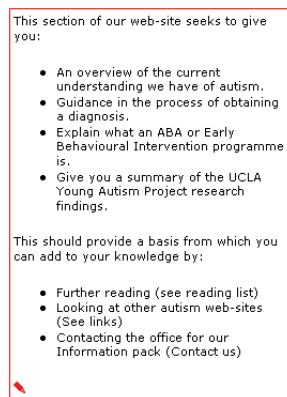 This section of our web-site seeks to give
you:
• An overview of the current
understanding we have of autism.
• Guidance in the process of obtaining
a diagnosis.
• Explain what an ABA or Early
Behavioural Intervention programme
is.
• Give you a summary of the UCLA
Young Autism Project research
findings.
This should provide a basis from which you
can add to your knowledge by:
• Further reading (see reading list)
• Looking at other autism web-sites
(See links)
• Contacting the office for our
Information pack (Contact us)